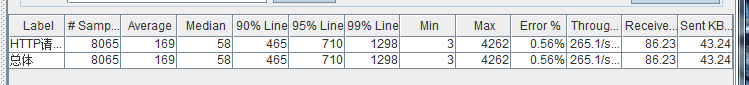 Label # Samp... Average Median 90% Line 95% Line 99% Line Min Max Error % Throug... Receive... Sent KB...
HTTP请... 8065 169 58 465 710 1298 3 4262 0.56% 265.1/s... 86.23 43.24
总体 8065 169 58 465 710 1298 3 4262 0.56% 265.1/s... 86.23 43.24